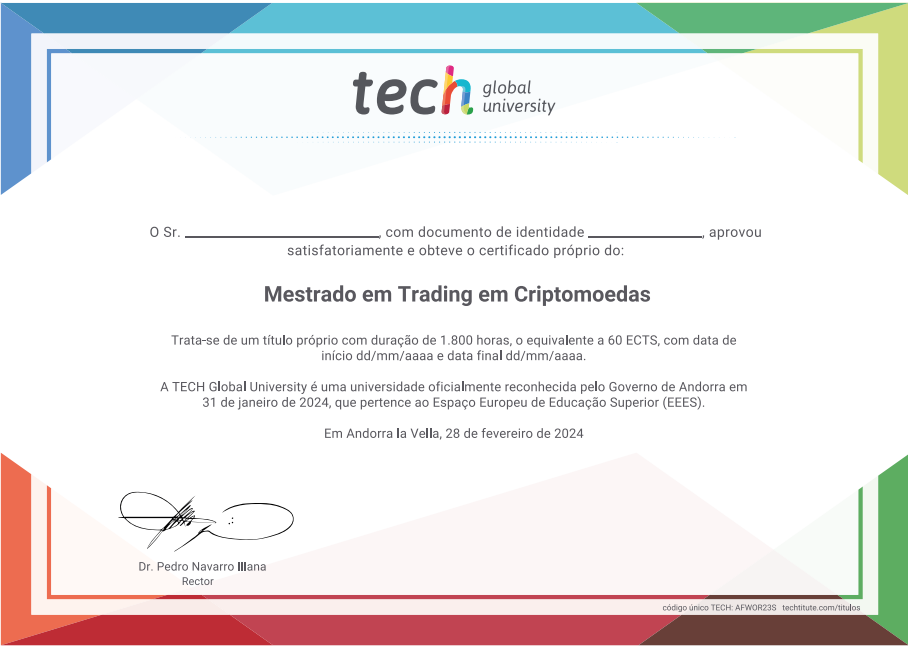 tech global university
O Sr. ____________________, com documento de identidade ____________, aprovou
satisfatoriamente e obteve o certificado próprio do:
Mestrado em Trading em Criptomoedas
Trata-se de um título próprio com duração de 1.800 horas, o equivalente a 60 ECTS, com data de
início dd/mm/aaaa e data final dd/mm/aaaa.
A TECH Global University é uma universidade oficialmente reconhecida pelo Governo de Andorra em
31 de janeiro de 2024, que pertence ao Espaço Europeu de Educação Superior (EEES).
Em Andorra la Vella, 28 de fevereiro de 2024
Dr. Pedro Navarro Illana
Rector
código único TECH: AFWOR23S techtitute.com/titulos